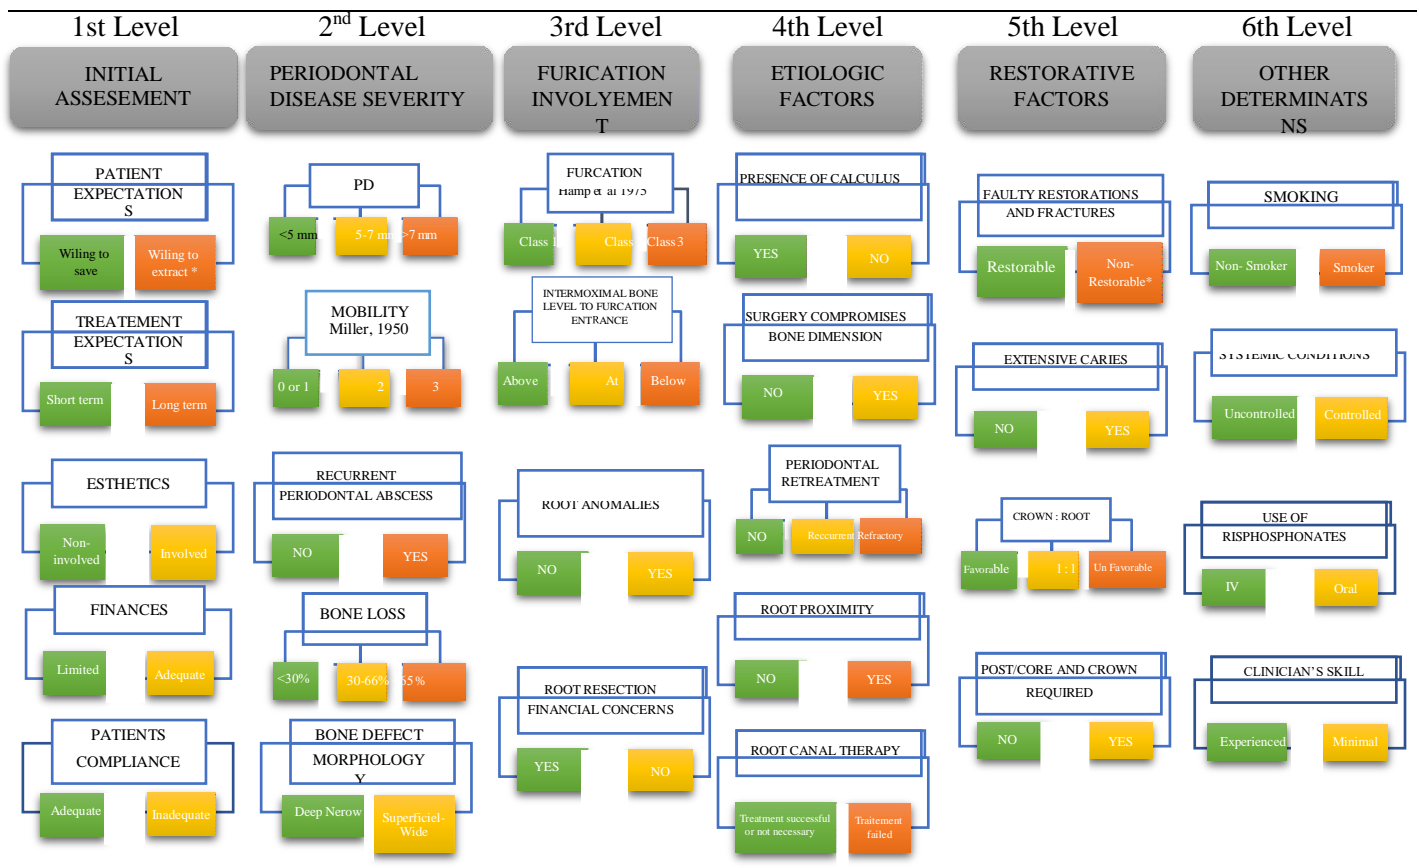 1st Level
INITIAL
ASSESEMENT
PATIENT
EXPECTATION
S
Wiling to
save
Wiling to
extract *
TREATEMENT
EXPECTATION
S
Short term
Long term
ESTHETICS
Non-
involved
Involved
FINANCES
Limited
Adequate
PATIENTS
COMPLIANCE
Adequate
Inadequate
2nd Level
PERIODONTAL
DISEASE SEVERITY
PD
<5 mm
5-7 mm
>7 mm
MOBILITY
Miller, 1950
0 or 1
2
3
RECURRENT
PERIODONTAL ABSCESS
NO
YES
BONE LOSS
<30%
30-66%
65%
BONE DEFECT
MORPHOLOGY
Y
Deep Nerow
Superficiel-
Wide
3rd Level
FURICATION
INVOLYEMEN
T
FURCATION
Hamp et al 1975
Class 1
Class
Class 3
INTERMOXIMAL BONE
LEVEL TO FURCATION
ENTRANCE
Above
At
Below
ROOT ANOMALIES
NO
YES
ROOT RESECTION
FINANCIAL CONCERNS
YES
NO
4th Level
ETIOLOGIC
FACTORS
PRESENCE OF CALCULUS
YES
NO
SURGERY COMPROMISES
BONE DIMENSION
NO
YES
PERIODONTAL
RETREATMENT
NO
Reccurrent
Refractory
ROOT PROXIMITY
NO
YES
ROOT CANAL THERAPY
Treatment successful
or not necessary
Traitement
failed
5th Level
RESTORATIVE
FACTORS
FAULTY RESTORATIONS
AND FRACTURES
Restorable
Non-
Restorable*
EXTENSIVE CARIES
NO
YES
CROWN : ROOT
Favorable
1 : 1
Un Favorable
POST/CORE AND CROWN
REQUIRED
NO
YES
6th Level
OTHER
DETERMINATS
NS
SMOKING
Non- Smoker
Smoker
SYSTEMIC CONDITIONS
Uncontrolled
Controlled
USE OF
RISPHOSPHONATES
IV
Oral
CLINICIAN'S SKILL
Experienced
Minimal